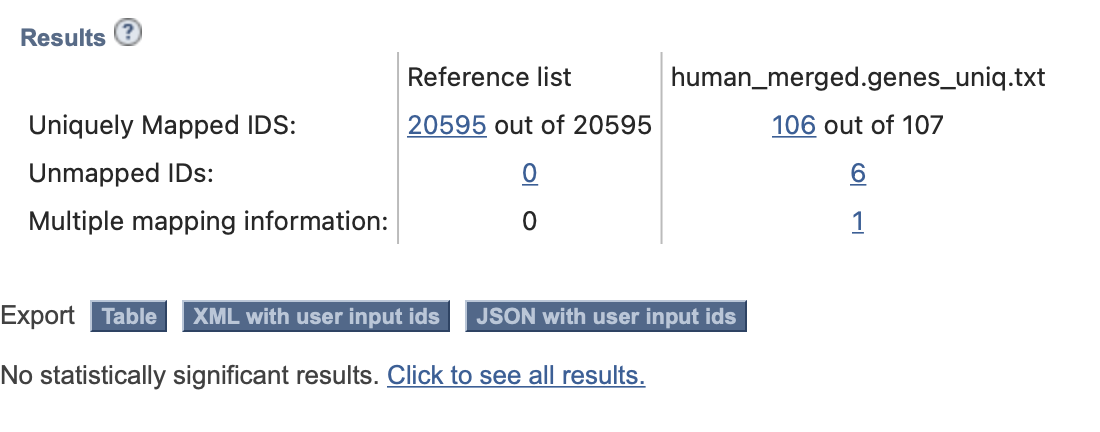 Results ?
Reference list human_merged.genes_uniq.txt
Uniquely Mapped IDS: 20595 out of 20595 106 out of 107
Unmapped IDs: 0 6
Multiple mapping information: 0 1
Export Table XML with user input ids JSON with user input ids
No statistically significant results. Click to see all results.